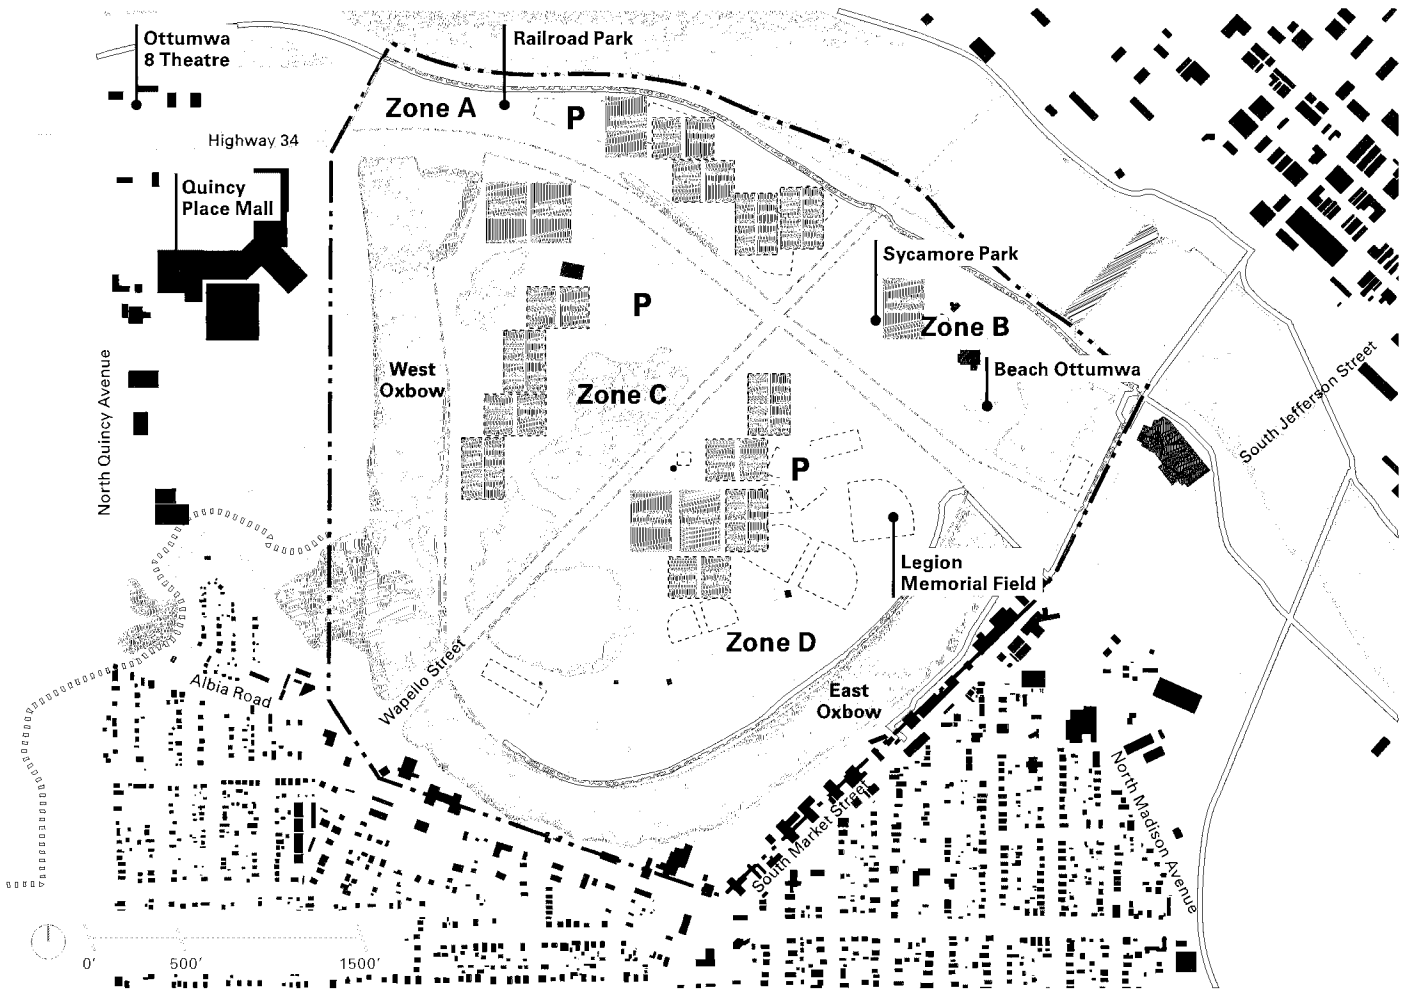 Ottumwa
8 Theatre
Railroad Park
Zone A
P
Highway 34
Quincy
Place Mall
Sycamore Park
Zone B
P
Beach Ottumwa
West
Oxbow
Zone C
North Quincy Avenue
South Jefferson Street
P
Legion
Memorial Field
Zone D
Wapello Street
Albia Road
East
Oxbow
South Market Street
North Madison Avenue
0'
500'
1500'